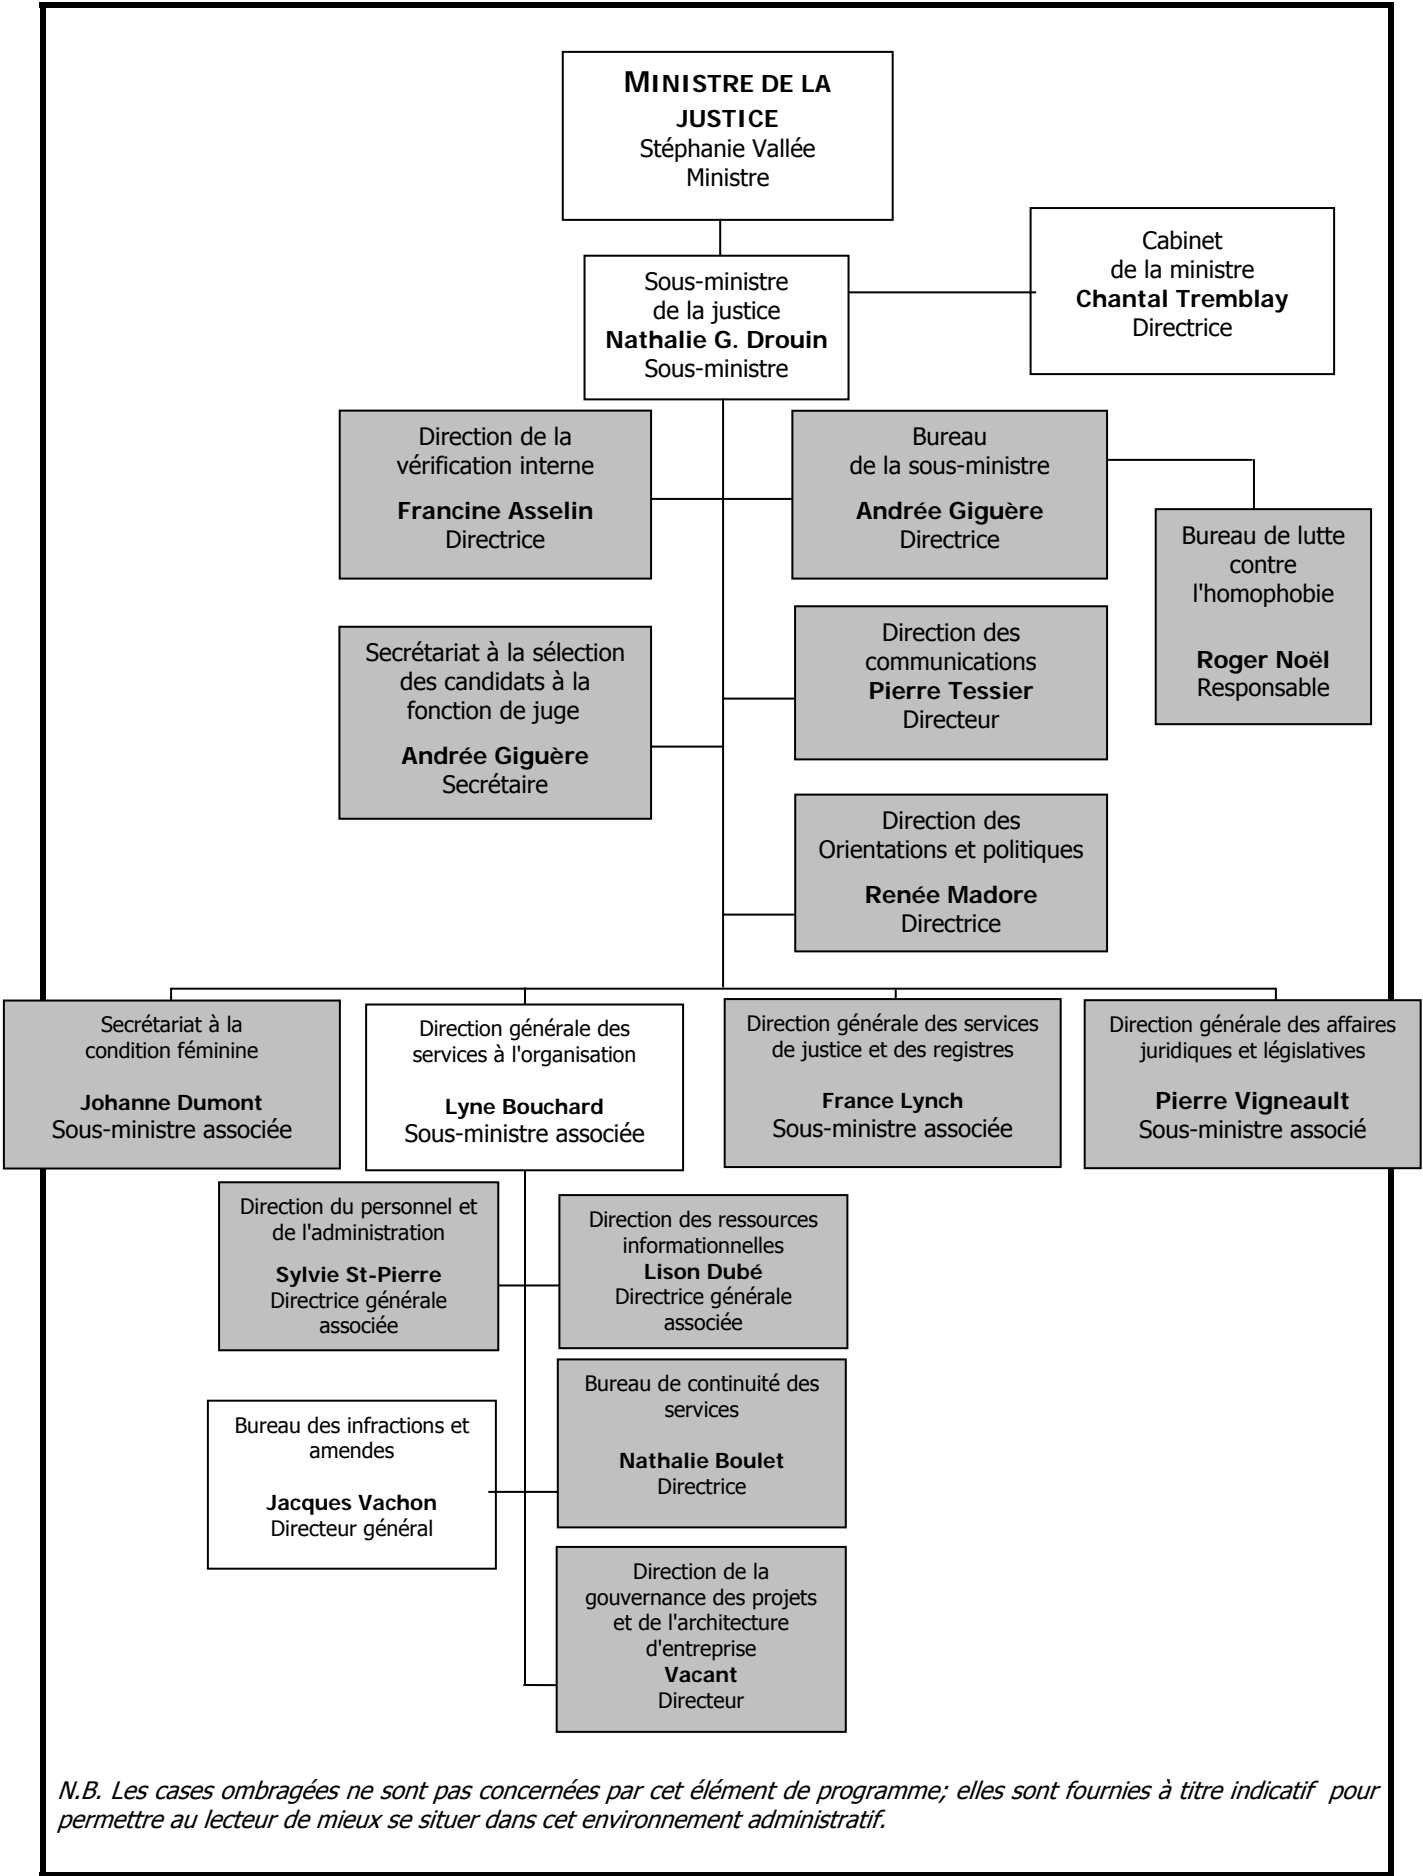 MINISTRE DE LA
JUSTICE
Stéphanie Vallée
Ministre
Cabinet
de la ministre
Chantal Tremblay
Directrice
Sous-ministre
de la justice
Nathalie G. Drouin
Sous-ministre
Direction de la
vérification interne
Francine Asselin
Directrice
Bureau
de la sous-ministre
Andrée Giguère
Directrice
Bureau de lutte
contre
l'homophobie
Roger Noël
Responsable
Secrétariat à la sélection
des candidats à la
fonction de juge
Andrée Giguère
Secrétaire
Direction des
communications
Pierre Tessier
Directeur
Direction des
Orientations et politiques
Renée Madore
Directrice
Secrétariat à la
condition féminine
Johanne Dumont
Sous-ministre associée
Direction générale des
services à l'organisation
Lyne Bouchard
Sous-ministre associée
Direction générale des services
de justice et des registres
France Lynch
Sous-ministre associée
Direction générale des affaires
juridiques et législatives
Pierre Vigneault
Sous-ministre associé
Direction du personnel et
de l'administration
Sylvie St-Pierre
Directrice générale
associée
Direction des ressources
informationnelles
Lison Dubé
Directrice générale
associée
Bureau des infractions et
amendes
Jacques Vachon
Directeur général
Bureau de continuité des
services
Nathalie Boulet
Directrice
Direction de la
gouvernance des projets
et de l'architecture
d'entreprise
Vacant
Directeur
N.B. Les cases ombragées ne sont pas concernées par cet élément de programme; elles sont fournies à titre indicatif pour
permettre au lecteur de mieux se situer dans cet environnement administratif.